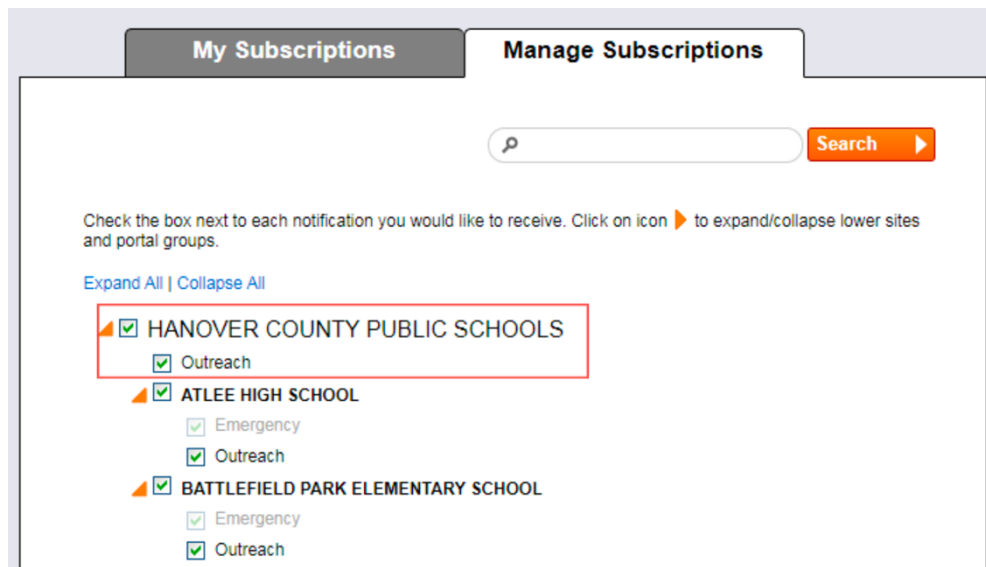 My Subscriptions
Manage Subscriptions
Search
Check the box next to each notification you would like to receive. Click on icon to expand/collapse lower sites
and portal groups.
Expand All | Collapse All
HANOVER COUNTY PUBLIC SCHOOLS
Outreach
ATLEE HIGH SCHOOL
Emergency
Outreach
BATTLEFIELD PARK ELEMENTARY SCHOOL
Emergency
Outreach